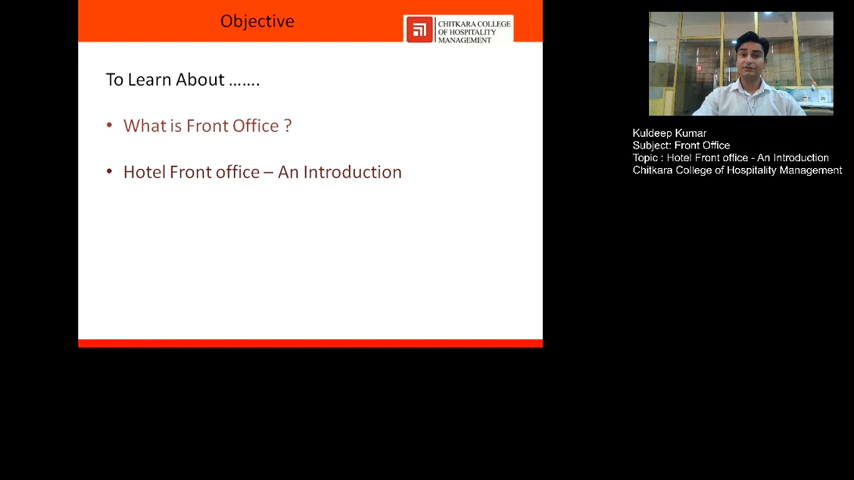 Objective
CHITKARA COLLEGE
OF HOSPITALITY
MANAGEMENT
To Learn About .......
• What is Front Office ?
• Hotel Front office – An Introduction
Kuldeep Kumar
Subject: Front Office
Topic : Hotel Front office - An Introduction
Chitkara College of Hospitality Management